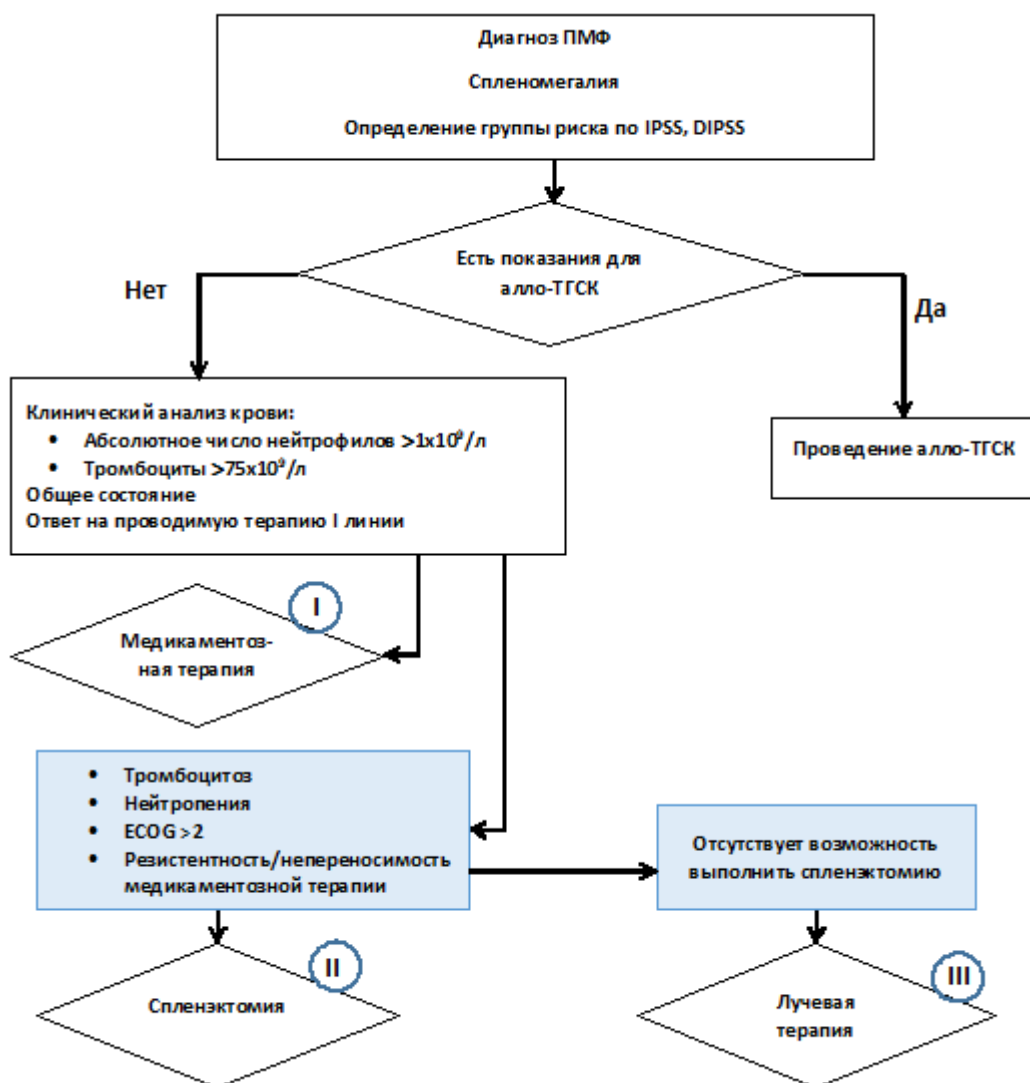 Диагноз ПМФ
Спленомегалия
Определение группы риска по IPSS, DIPSS
Есть показания для
алло-ТГСК
Нет
Да
Клинический анализ крови:
• Абсолютное число нейтрофилов >1x10⁹/л
• Тромбоциты >75x10⁹/л
Общее состояние
Ответ на проводимую терапию I линии
Проведение алло-ТГСК
I
Медикаментоз-
ная терапия
• Тромбоцитоз
• Нейтропения
• ECOG >2
• Резистентность/непереносимость
медикаментозной терапии
Отсутствует возможность
выполнить спленэктомию
II
Спленэктомия
III
Лучевая
терапия